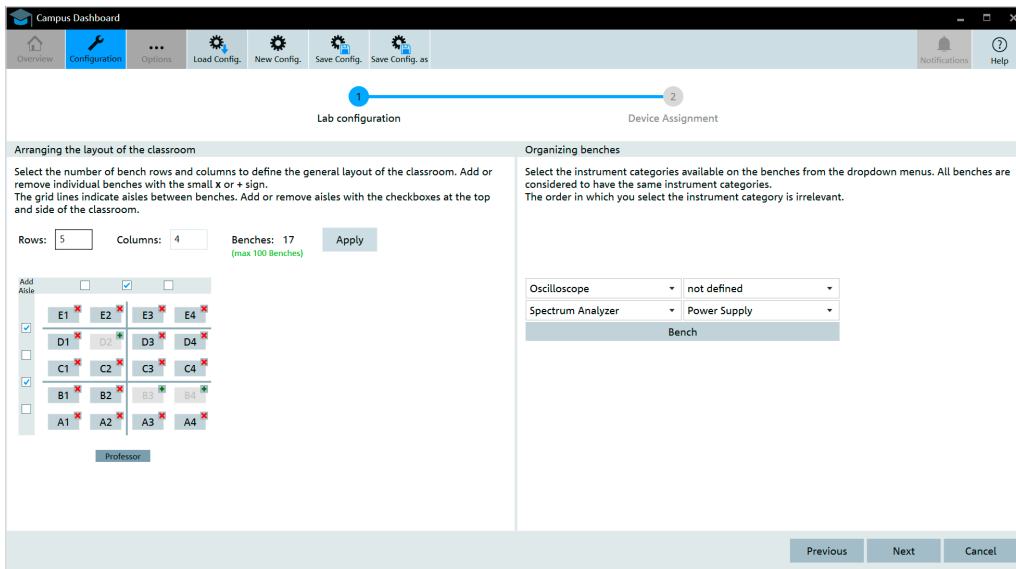 Campus Dashboard
Overview
Configuration
Options
Load Config.
New Config.
Save Config.
Save Config. as
Notifications
Help
1
2
Lab configuration
Device Assignment
Arranging the layout of the classroom
Select the number of bench rows and columns to define the general layout of the classroom. Add or
remove individual benches with the small x or + sign.
The grid lines indicate aisles between benches. Add or remove aisles with the checkboxes at the top
and side of the classroom.
Rows: 5 Columns: 4 Benches: 17 Apply
(max 100 Benches)
Add
Aisle
E1 E2 E3 E4
D1 D2 D3 D4
C1 C2 C3 C4
B1 B2 B3 B4
A1 A2 A3 A4
Professor
Organizing benches
Select the instrument categories available on the benches from the dropdown menus. All benches are
considered to have the same instrument categories.
The order in which you select the instrument category is irrelevant.
Oscilloscope not defined
Spectrum Analyzer Power Supply
Bench
Previous Next Cancel